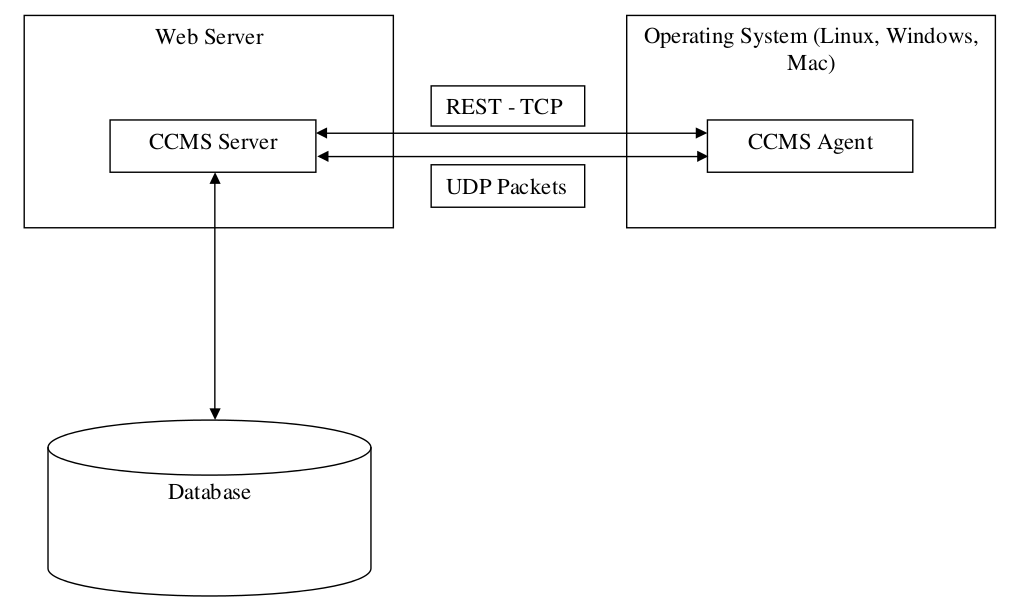 Web Server
Operating System (Linux, Windows,
Mac)
REST - TCP
CCMS Server
CCMS Agent
UDP Packets
Database